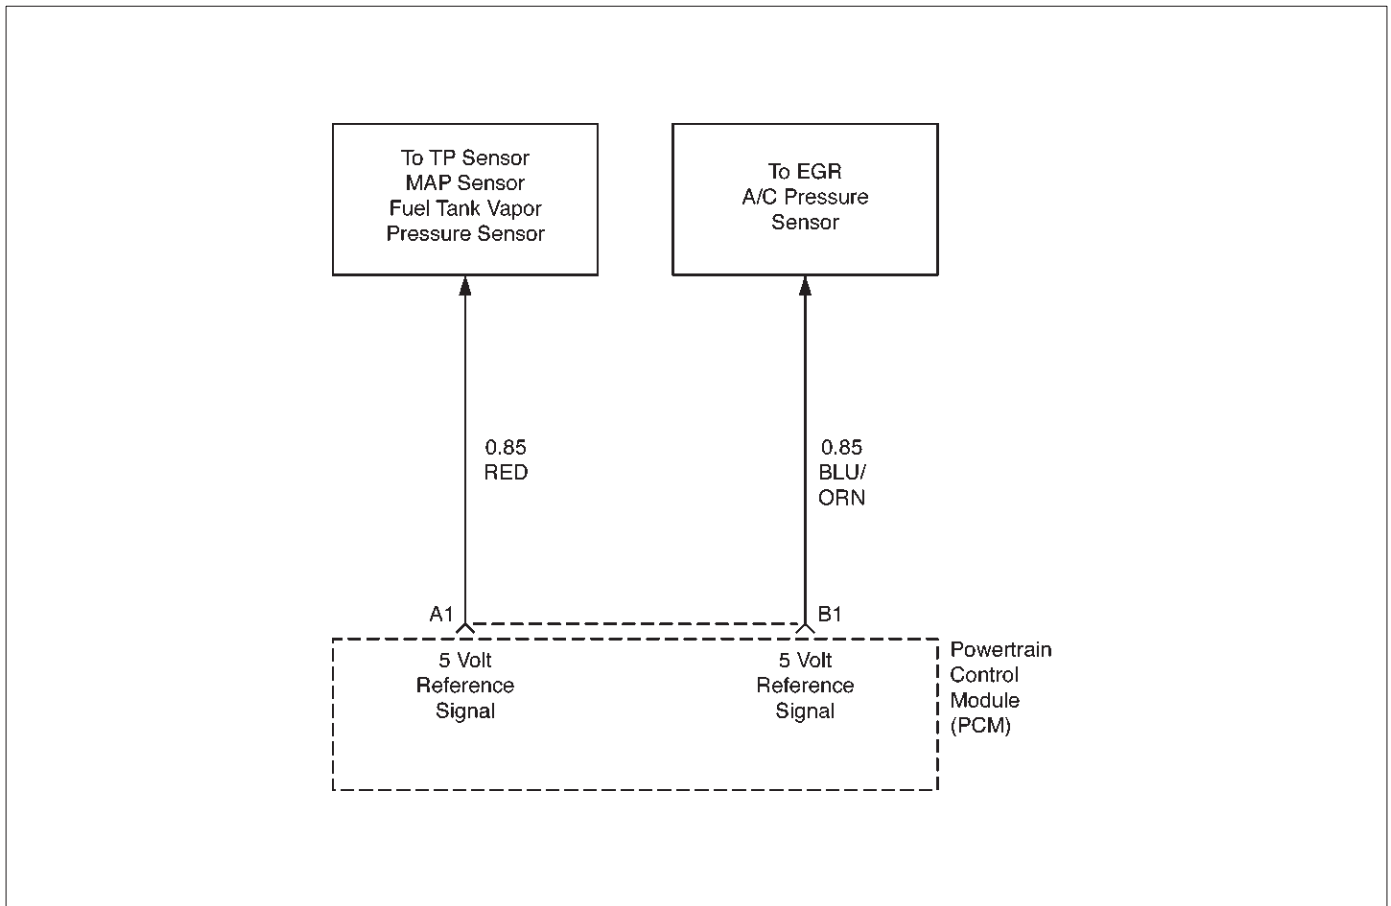 To TP Sensor
MAP Sensor
Fuel Tank Vapor
Pressure Sensor
To EGR
A/C Pressure
Sensor
0.85
RED
0.85
BLU/
ORN
A1
B1
5 Volt
Reference
Signal
5 Volt
Reference
Signal
Powertrain
Control
Module
(PCM)